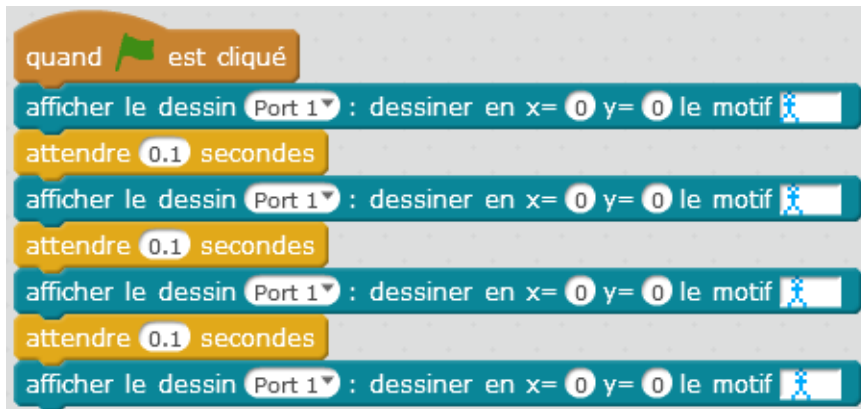 quand est cliqué
afficher le dessin Port 1 : dessiner en x= 0 y= 0 le motif
attendre 0.1 secondes
afficher le dessin Port 1 : dessiner en x= 0 y= 0 le motif
attendre 0.1 secondes
afficher le dessin Port 1 : dessiner en x= 0 y= 0 le motif
attendre 0.1 secondes
afficher le dessin Port 1 : dessiner en x= 0 y= 0 le motif